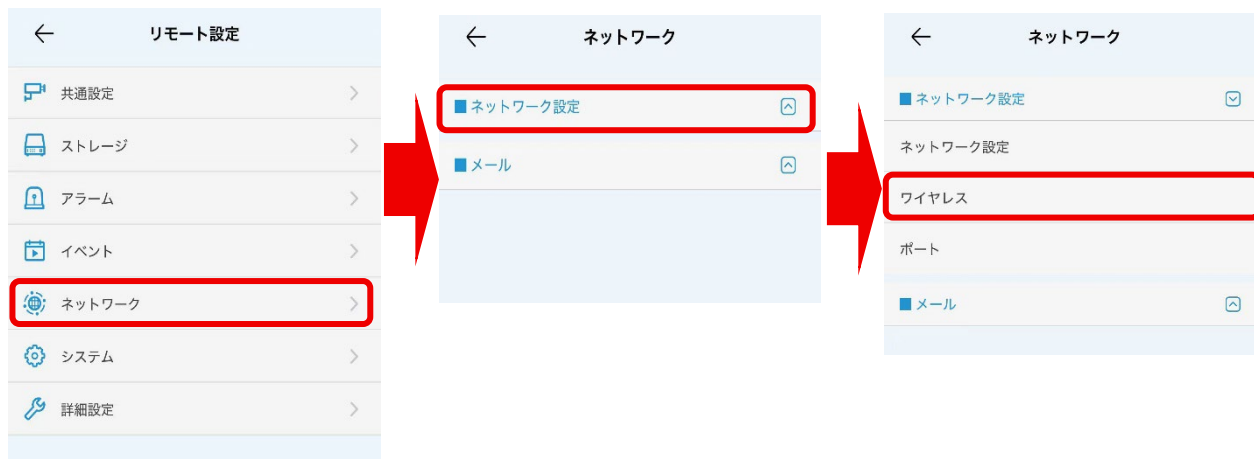 リモート設定
共通設定
ストレージ
アラーム
イベント
ネットワーク
システム
詳細設定
ネットワーク
ネットワーク設定
メール
ネットワーク
ネットワーク設定
ネットワーク設定
ワイヤレス
ポート
メール